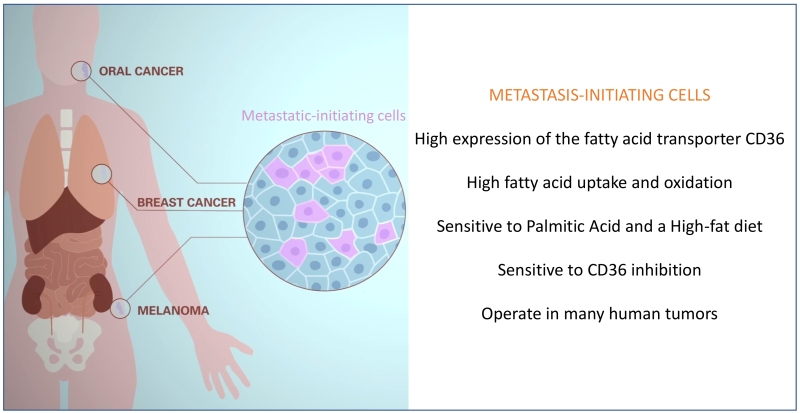 ORAL CANCER
Metastatic-initiating cells
BREAST CANCER
MELANOMA
METASTASIS-INITIATING CELLS
High expression of the fatty acid transporter CD36
High fatty acid uptake and oxidation
Sensitive to Palmitic Acid and a High-fat diet
Sensitive to CD36 inhibition
Operate in many human tumors